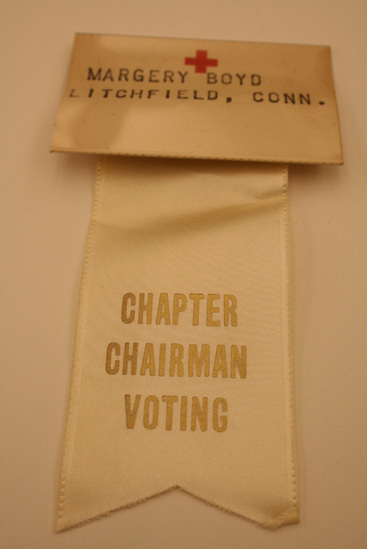 MARGERY BOYD
LITCHFIELD, CONN.
CHAPTER
CHAIRMAN
VOTING